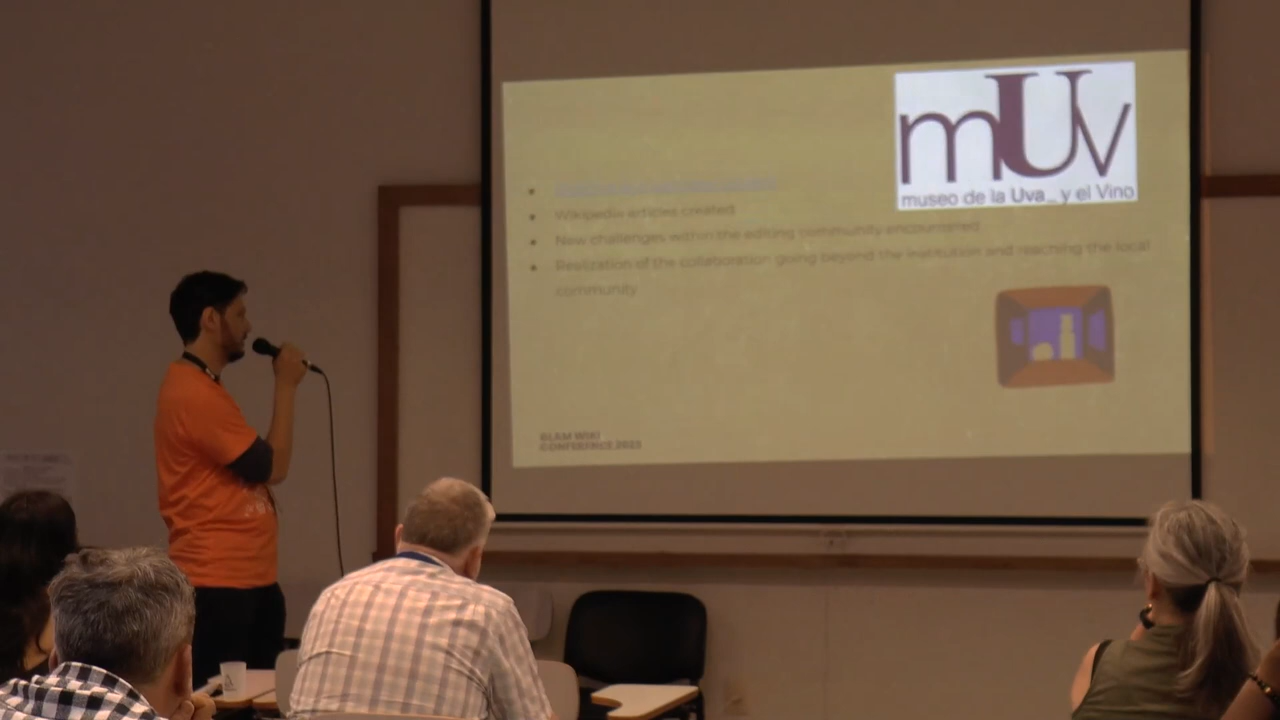 mUv
museo de la Uva... y el Vino
Wikipedia articles created
New challenges within the editing community encountered
Realization of the collaboration going beyond the institution and reaching the local
community
GLAM WIKI
CONFERENCE 2023